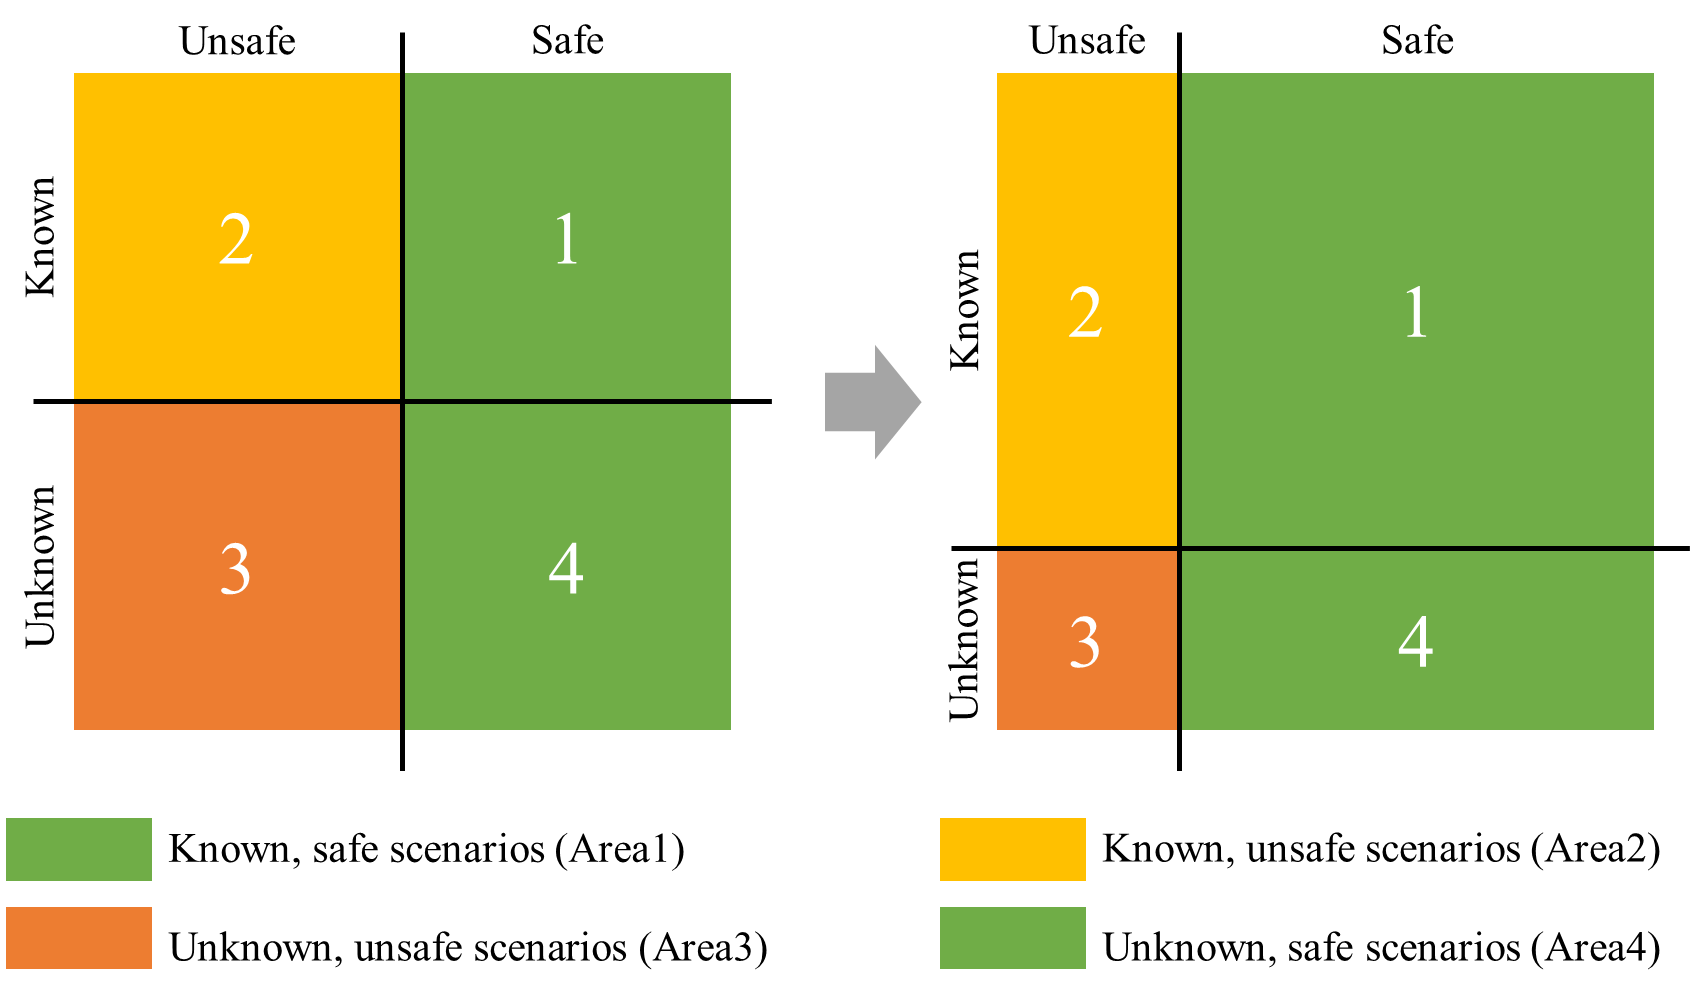 Unsafe
Safe
Known
2
1
Unknown
3
4
Unsafe
Safe
Known
2
1
Unknown
3
4
Known, safe scenarios (Area1)
Known, unsafe scenarios (Area2)
Unknown, unsafe scenarios (Area3)
Unknown, safe scenarios (Area4)